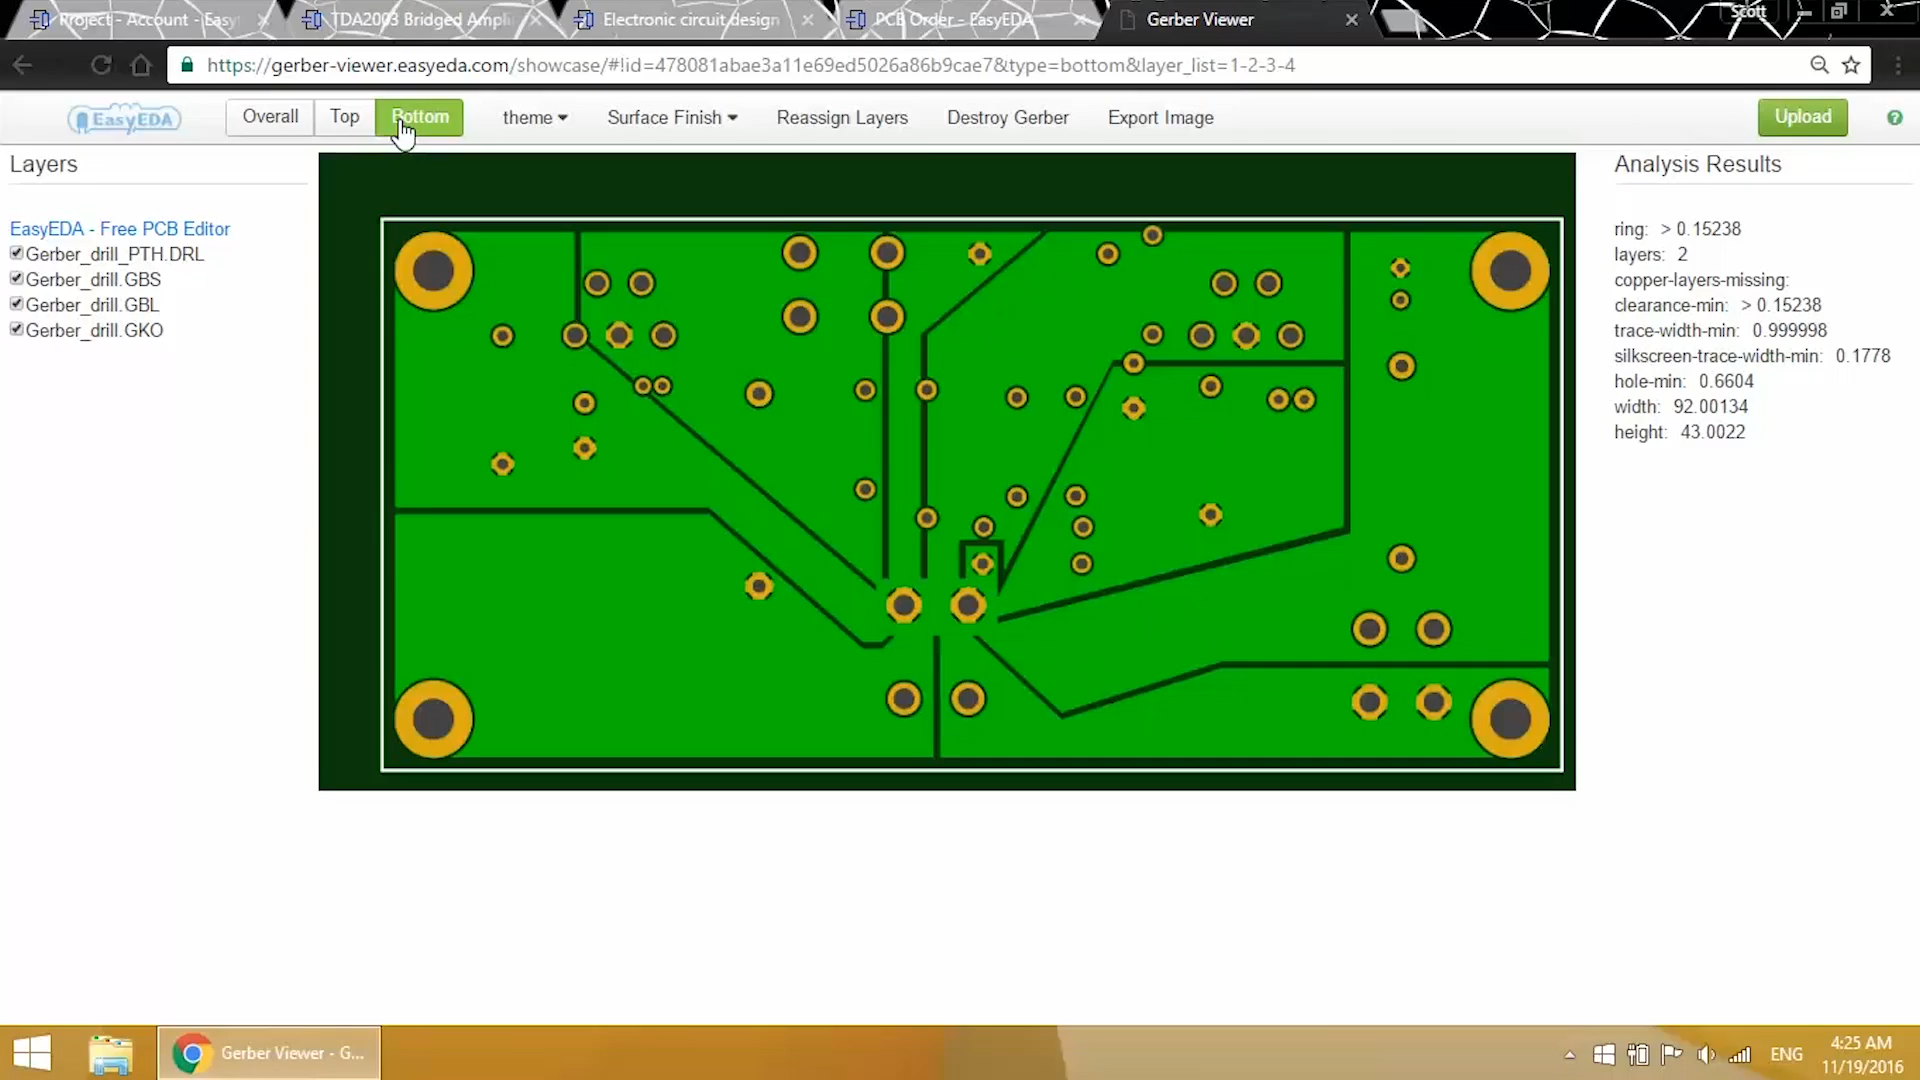 Project - Account - Easy
TDA2003 Bridged Ampli
Electronic circuit design
PCB Order - EasyEDA
Gerber Viewer
Scott
https://gerber-viewer.easyeda.com/showcase/#!id=478081abae3a11e69ed5026a86b9cae7&type=bottom&layer_list=1-2-3-4
EasyEDA
Overall
Top
Bottom
theme
Surface Finish
Reassign Layers
Destroy Gerber
Export Image
Upload
?
Layers
EasyEDA - Free PCB Editor
Gerber_drill_PTH.DRL
Gerber_drill.GBS
Gerber_drill.GBL
Gerber_drill.GKO
Analysis Results
ring: > 0.15238
layers: 2
copper-layers-missing:
clearance-min: > 0.15238
trace-width-min: 0.999998
silkscreen-trace-width-min: 0.1778
hole-min: 0.6604
width: 92.00134
height: 43.0022
Gerber Viewer - G...
ENG
4:25 AM
11/19/2016